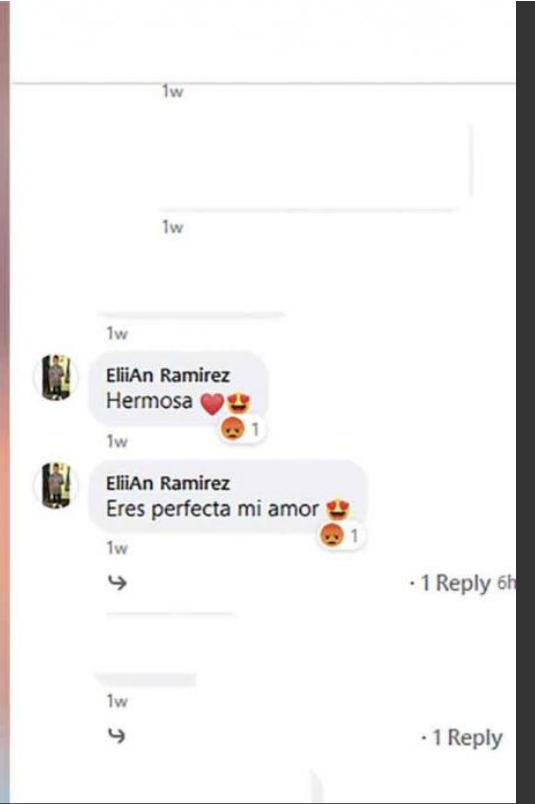 1w
1w
1w
EliiAn Ramirez
Hermosa ❤️😍
😡 1
1w
EliiAn Ramirez
Eres perfecta mi amor 😍
😡 1
1w
· 1 Reply 6h
1w
· 1 Reply